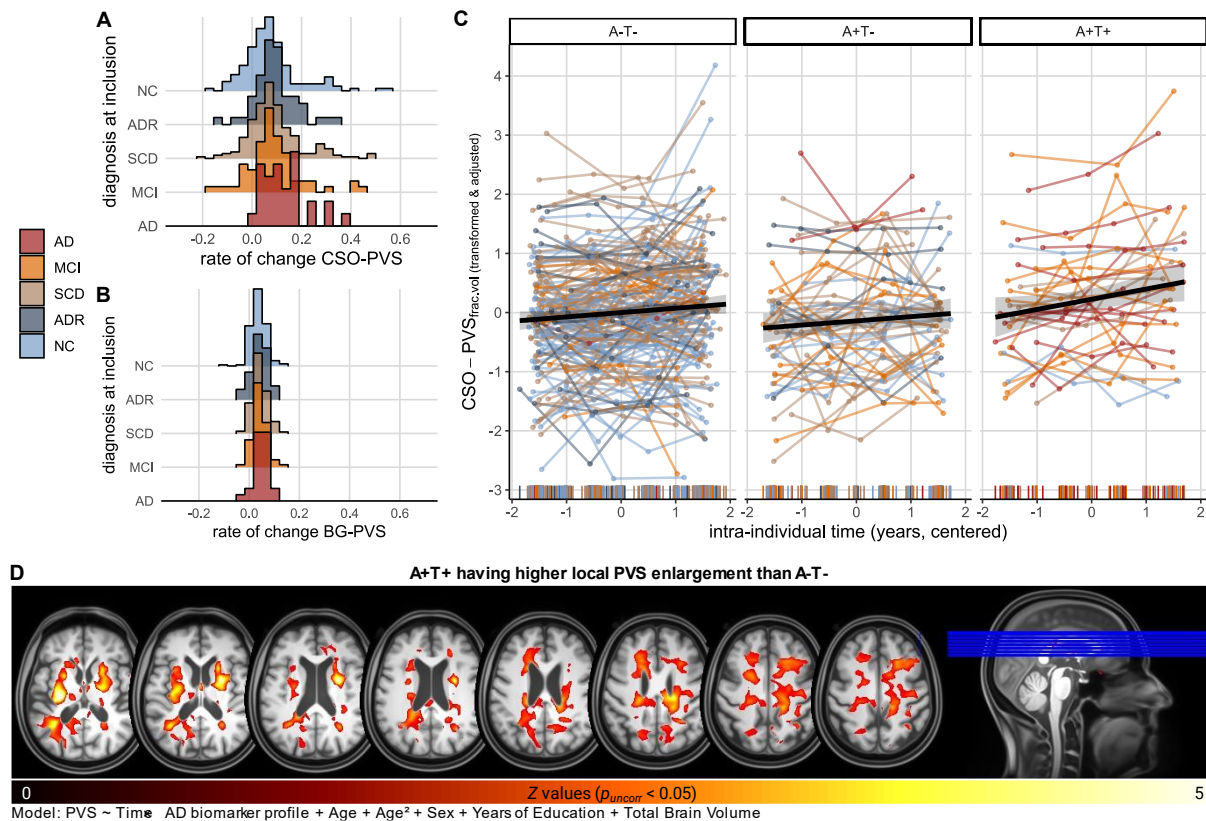 A
diagnosis at inclusion
NC
ADR
SCD
MCI
AD
-0.2 0.0 0.2 0.4 0.6
rate of change CSO-PVS
AD
MCI
SCD
ADR
NC
B
diagnosis at inclusion
NC
ADR
SCD
MCI
AD
-0.2 0.0 0.2 0.4 0.6
rate of change BG-PVS
C
A-T- A+T- A+T+
CSO – PVSfrac.vol (transformed & adjusted)
4
3
2
1
0
-1
-2
-3
-2 -1 0 1 2 -2 -1 0 1 2 -2 -1 0 1 2
intra-individual time (years, centered)
D
A+T+ having higher local PVS enlargement than A-T-
0 Z values (puncorr < 0.05) 5
Model: PVS ~ Time AD biomarker profile + Age + Age² + Sex + Years of Education + Total Brain Volume